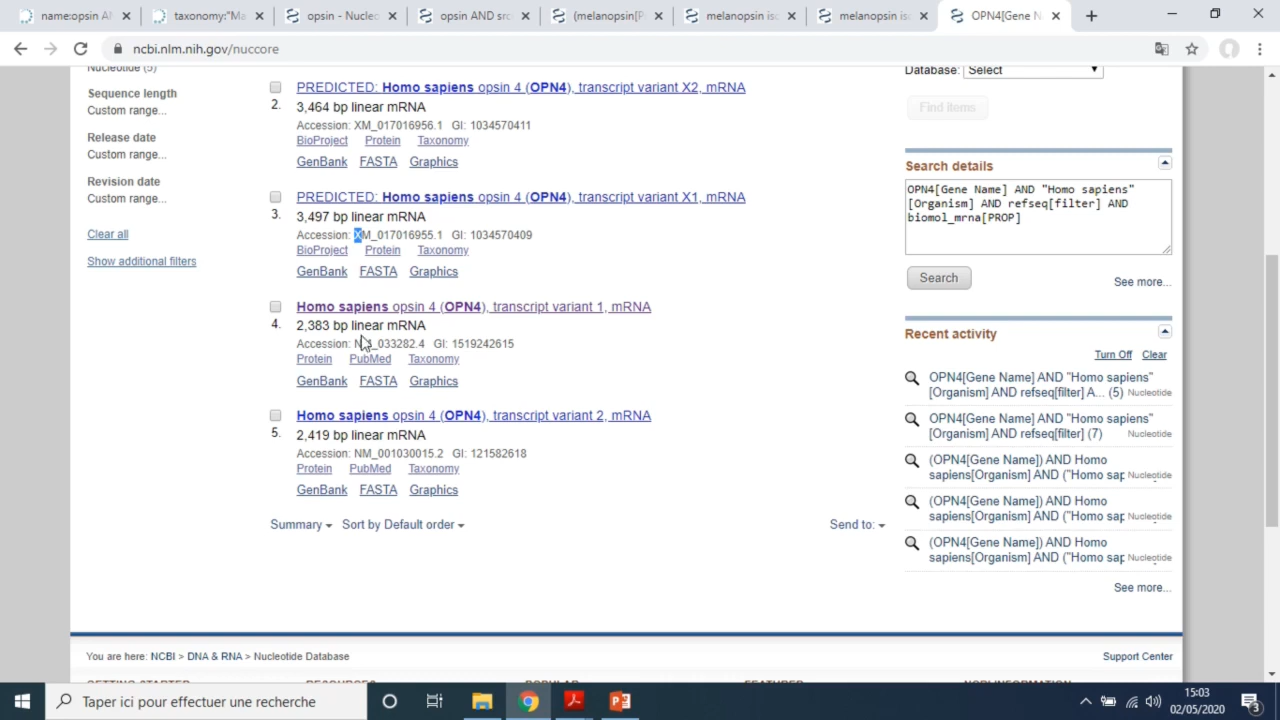 name:opsin A
taxonomy:"Ma
opsin - Nucleo
opsin AND src
(melanopsin[P
melanopsin iso
melanopsin iso
OPN4[Gene N
ncbi.nlm.nih.gov/nuccore
Nucleotide (5)
Sequence length
Custom range...
Release date
Custom range...
Revision date
Custom range...
Clear all
Show additional filters
PREDICTED: Homo sapiens opsin 4 (OPN4), transcript variant X2, mRNA
2. 3,464 bp linear mRNA
Accession: XM_017016956.1 GI: 1034570411
BioProject Protein Taxonomy
GenBank FASTA Graphics
PREDICTED: Homo sapiens opsin 4 (OPN4), transcript variant X1, mRNA
3. 3,497 bp linear mRNA
Accession: XM_017016955.1 GI: 1034570409
BioProject Protein Taxonomy
GenBank FASTA Graphics
Homo sapiens opsin 4 (OPN4), transcript variant 1, mRNA
4. 2,383 bp linear mRNA
Accession: NM_033282.4 GI: 1519242615
Protein PubMed Taxonomy
GenBank FASTA Graphics
Homo sapiens opsin 4 (OPN4), transcript variant 2, mRNA
5. 2,419 bp linear mRNA
Accession: NM_001030015.2 GI: 121582618
Protein PubMed Taxonomy
GenBank FASTA Graphics
Summary Sort by Default order Send to:
Database: Select
Find items
Search details
OPN4[Gene Name] AND "Homo sapiens"
[Organism] AND refseq[filter] AND
biomol_mrna[PROP]
Search
See more...
Recent activity
Turn Off Clear
OPN4[Gene Name] AND "Homo sapiens"
[Organism] AND refseq[filter] A... (5) Nucleotide
OPN4[Gene Name] AND "Homo sapiens"
[Organism] AND refseq[filter] (7) Nucleotide
(OPN4[Gene Name]) AND Homo
sapiens[Organism] AND ("Homo sap Nucleotide
(OPN4[Gene Name]) AND Homo
sapiens[Organism] AND ("Homo sap Nucleotide
(OPN4[Gene Name]) AND Homo
sapiens[Organism] AND ("Homo sap Nucleotide
See more...
You are here: NCBI > DNA & RNA > Nucleotide Database
Support Center
Taper ici pour effectuer une recherche
15:03
02/05/2020
3